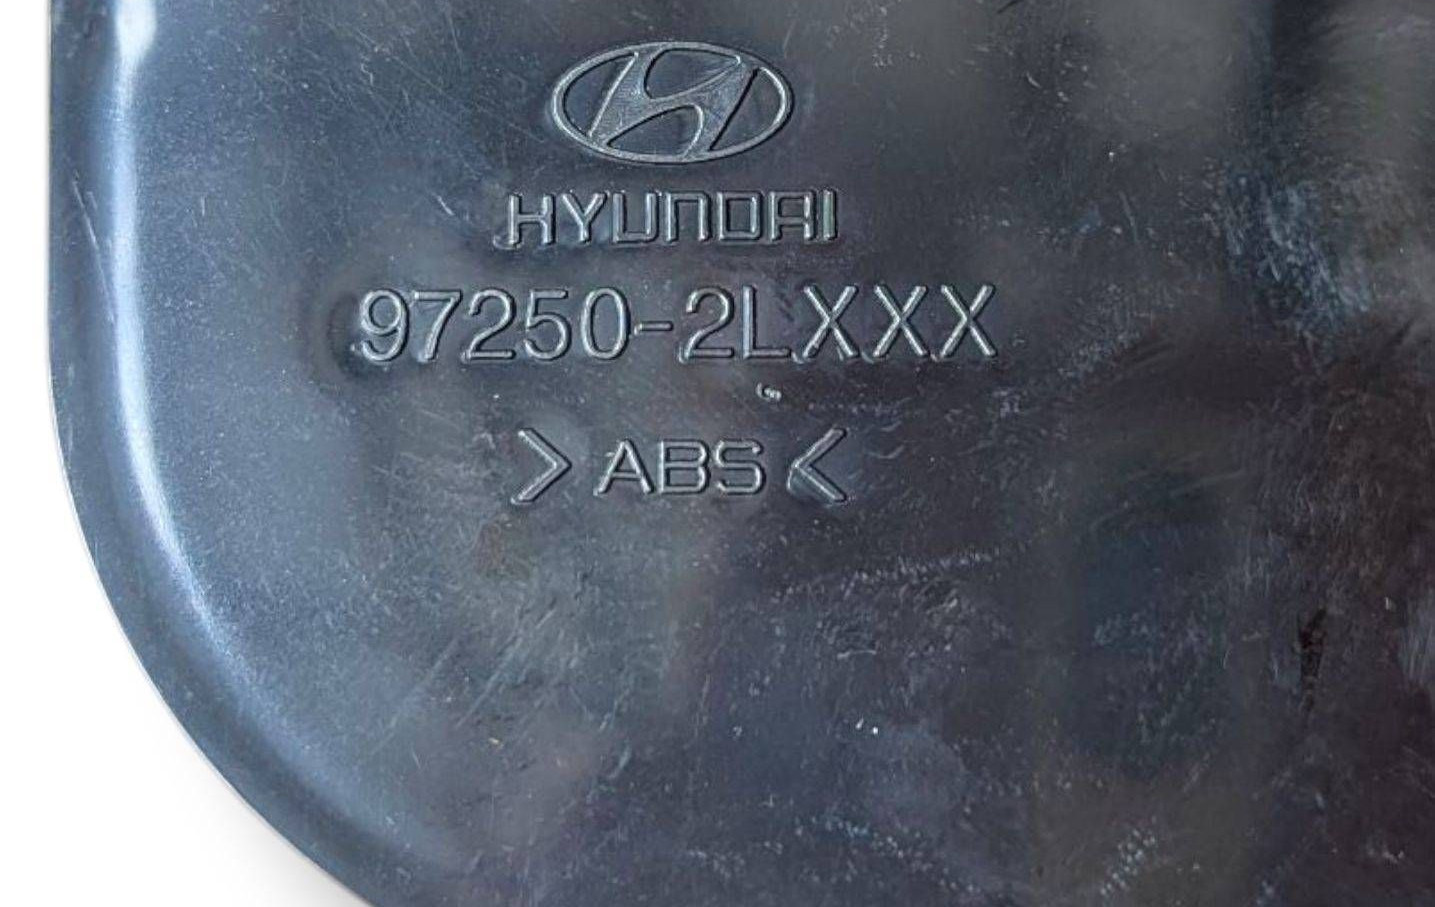 HYUNDAI
97250-2LXXX
>ABS<